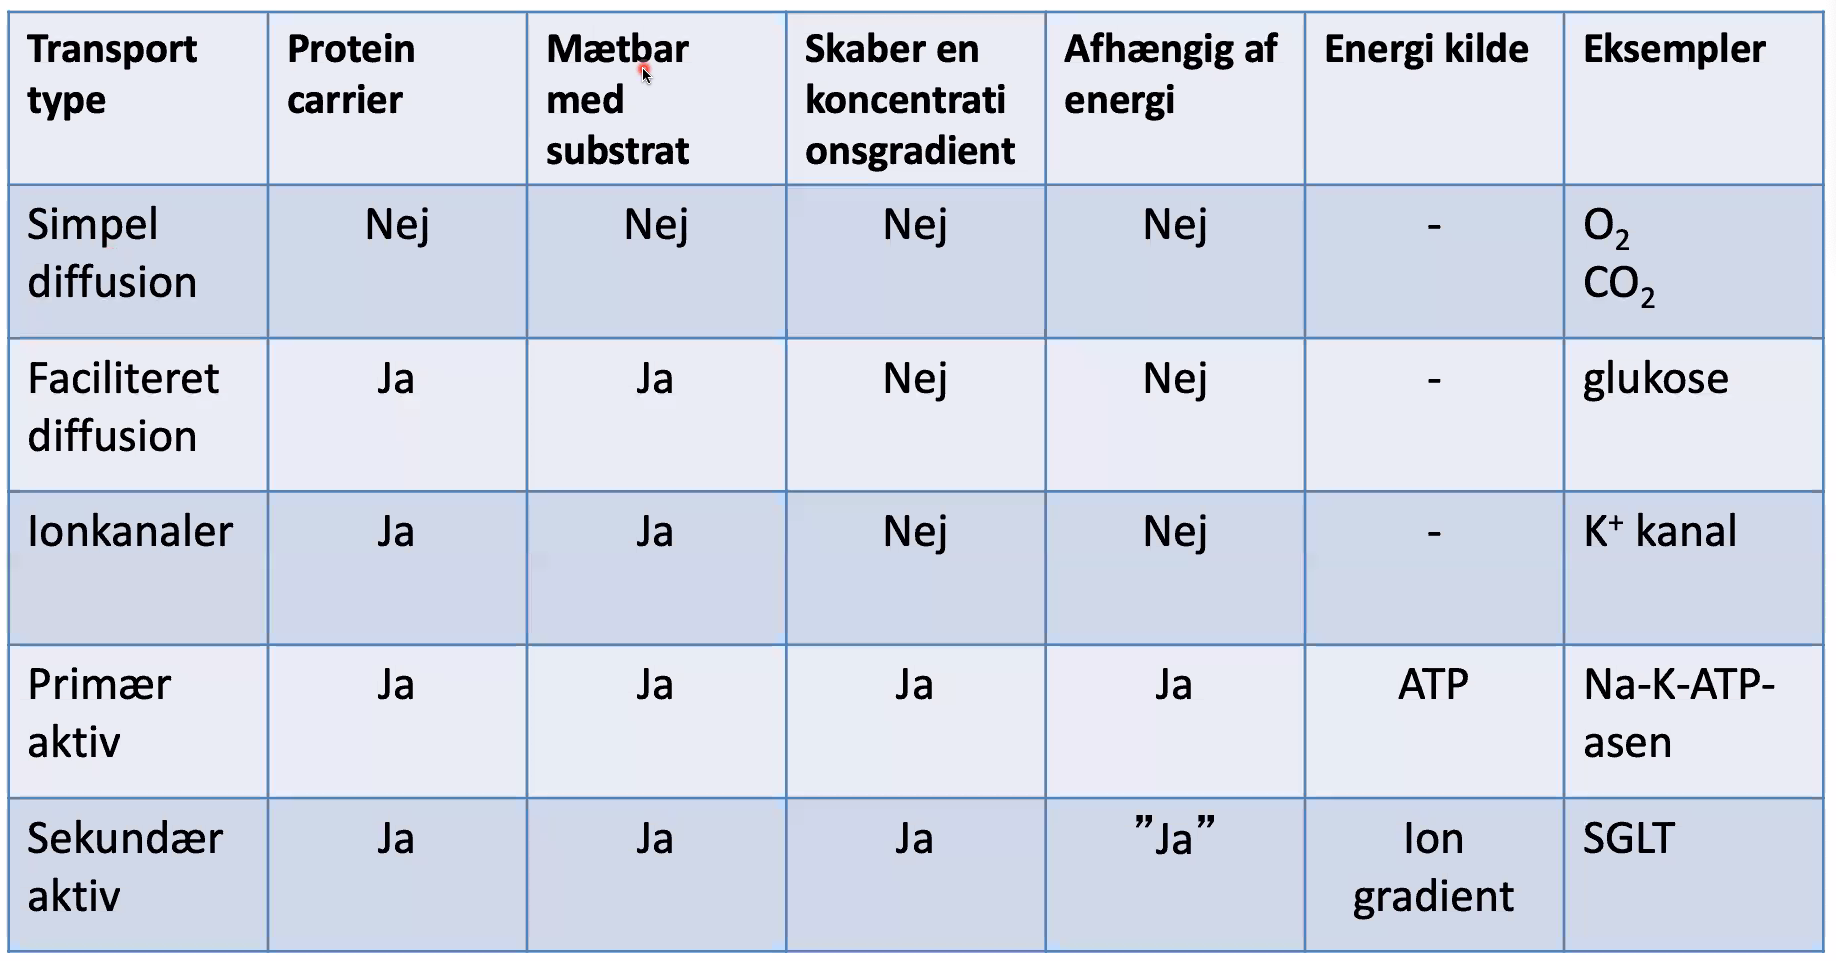 Transport type
Protein carrier
Mætbar med substrat
Skaber en koncentrati onsgradient
Afhængig af energi
Energi kilde
Eksempler
Simpel diffusion
Nej
Nej
Nej
Nej
-
O₂
CO₂
Faciliteret diffusion
Ja
Ja
Nej
Nej
-
glukose
Ionkanaler
Ja
Ja
Nej
Nej
-
K⁺ kanal
Primær aktiv
Ja
Ja
Ja
Ja
ATP
Na-K-ATP-
asen
Sekundær aktiv
Ja
Ja
Ja
”Ja”
Ion gradient
SGLT